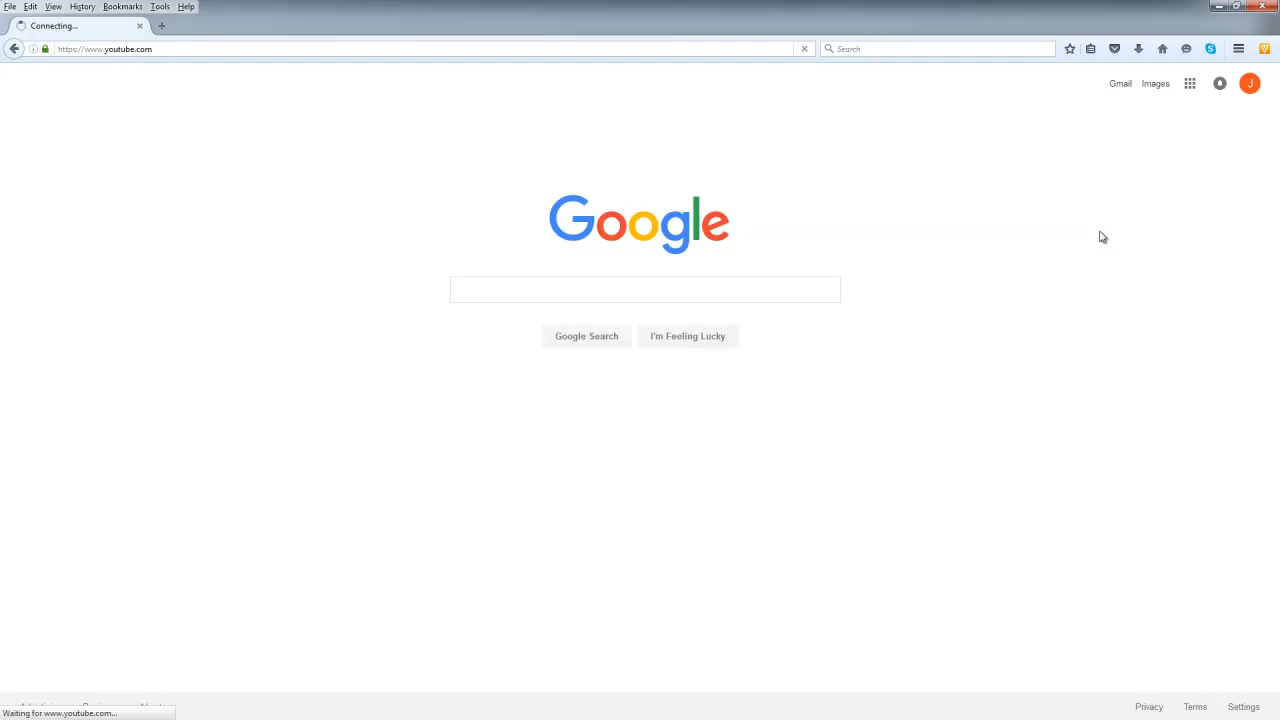 File Edit View History Bookmarks Tools Help
Connecting...
https://www.youtube.com
Search
Gmail Images
J
Google
Google Search I'm Feeling Lucky
Privacy Terms Settings
Waiting for www.youtube.com...